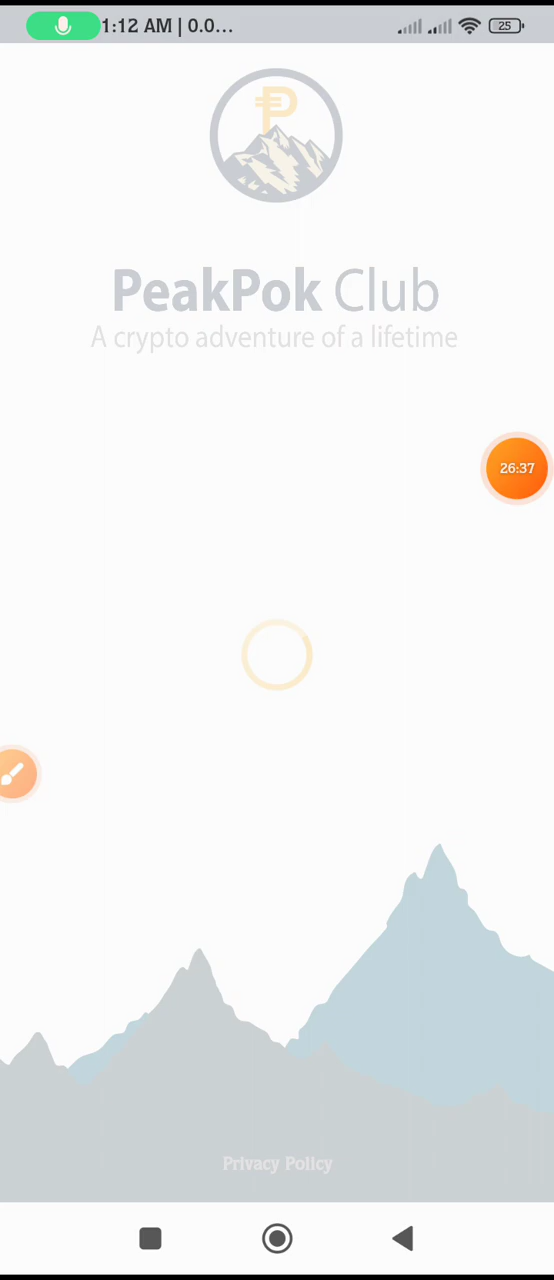 1:12 AM | 0.0...
25
PeakPok Club
A crypto adventure of a lifetime
26:37
Privacy Policy